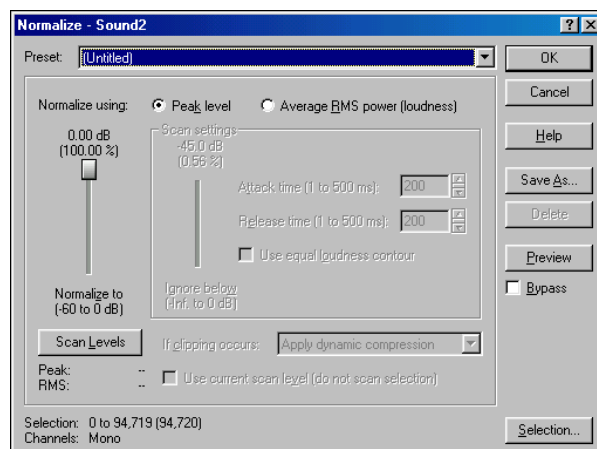 Normalize - Sound2
Preset: (Untitled)
OK
Cancel
Help
Save As...
Delete
Preview
Bypass
Normalize using: Peak level Average RMS power (loudness)
0.00 dB
(100.00 %)
Normalize to
(-60 to 0 dB)
Scan settings
-45.0 dB
(0.56 %)
Attack time (1 to 500 ms): 200
Release time (1 to 500 ms): 200
Use equal loudness contour
Ignore below
(-Inf. to 0 dB)
Scan Levels
If clipping occurs: Apply dynamic compression
Peak: --
RMS: --
Use current scan level (do not scan selection)
Selection: 0 to 94,719 (94,720)
Channels: Mono
Selection...